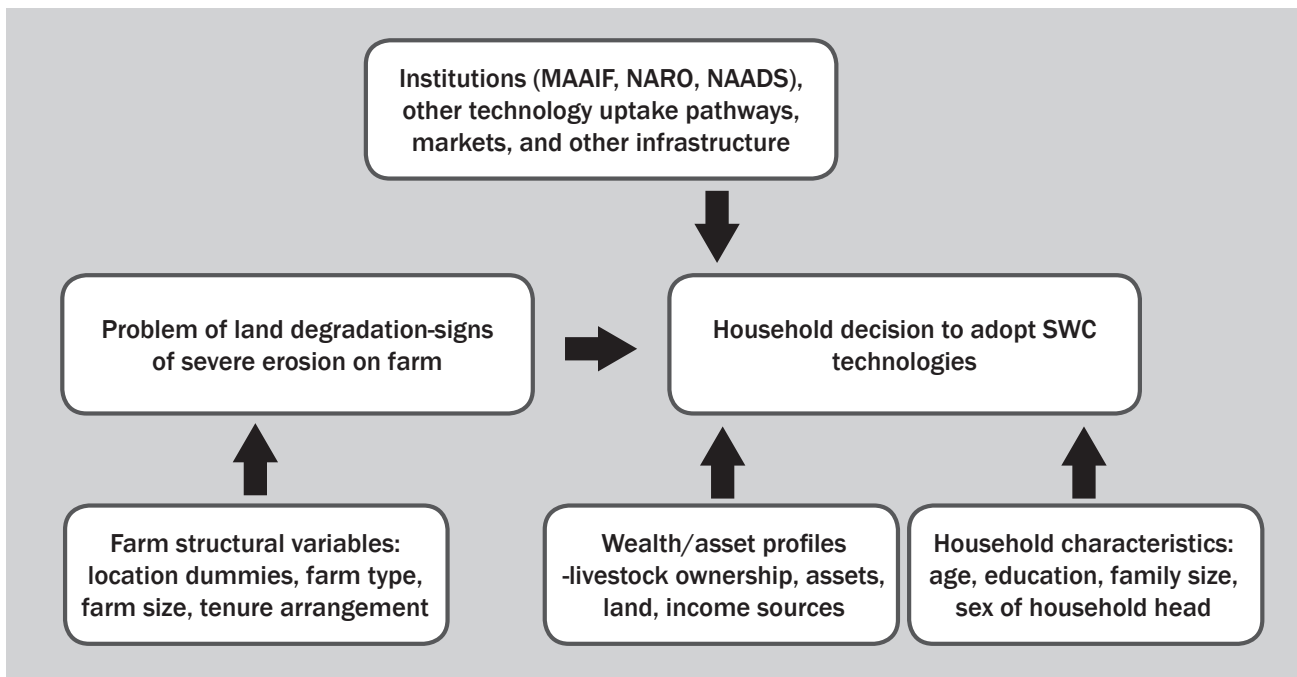 Institutions (MAAIF, NARO, NAADS),
other technology uptake pathways,
markets, and other infrastructure
Problem of land degradation-signs
of severe erosion on farm
Household decision to adopt SWC
technologies
Farm structural variables:
location dummies, farm type,
farm size, tenure arrangement
Wealth/asset profiles
-livestock ownership, assets,
land, income sources
Household characteristics:
age, education, family size,
sex of household head